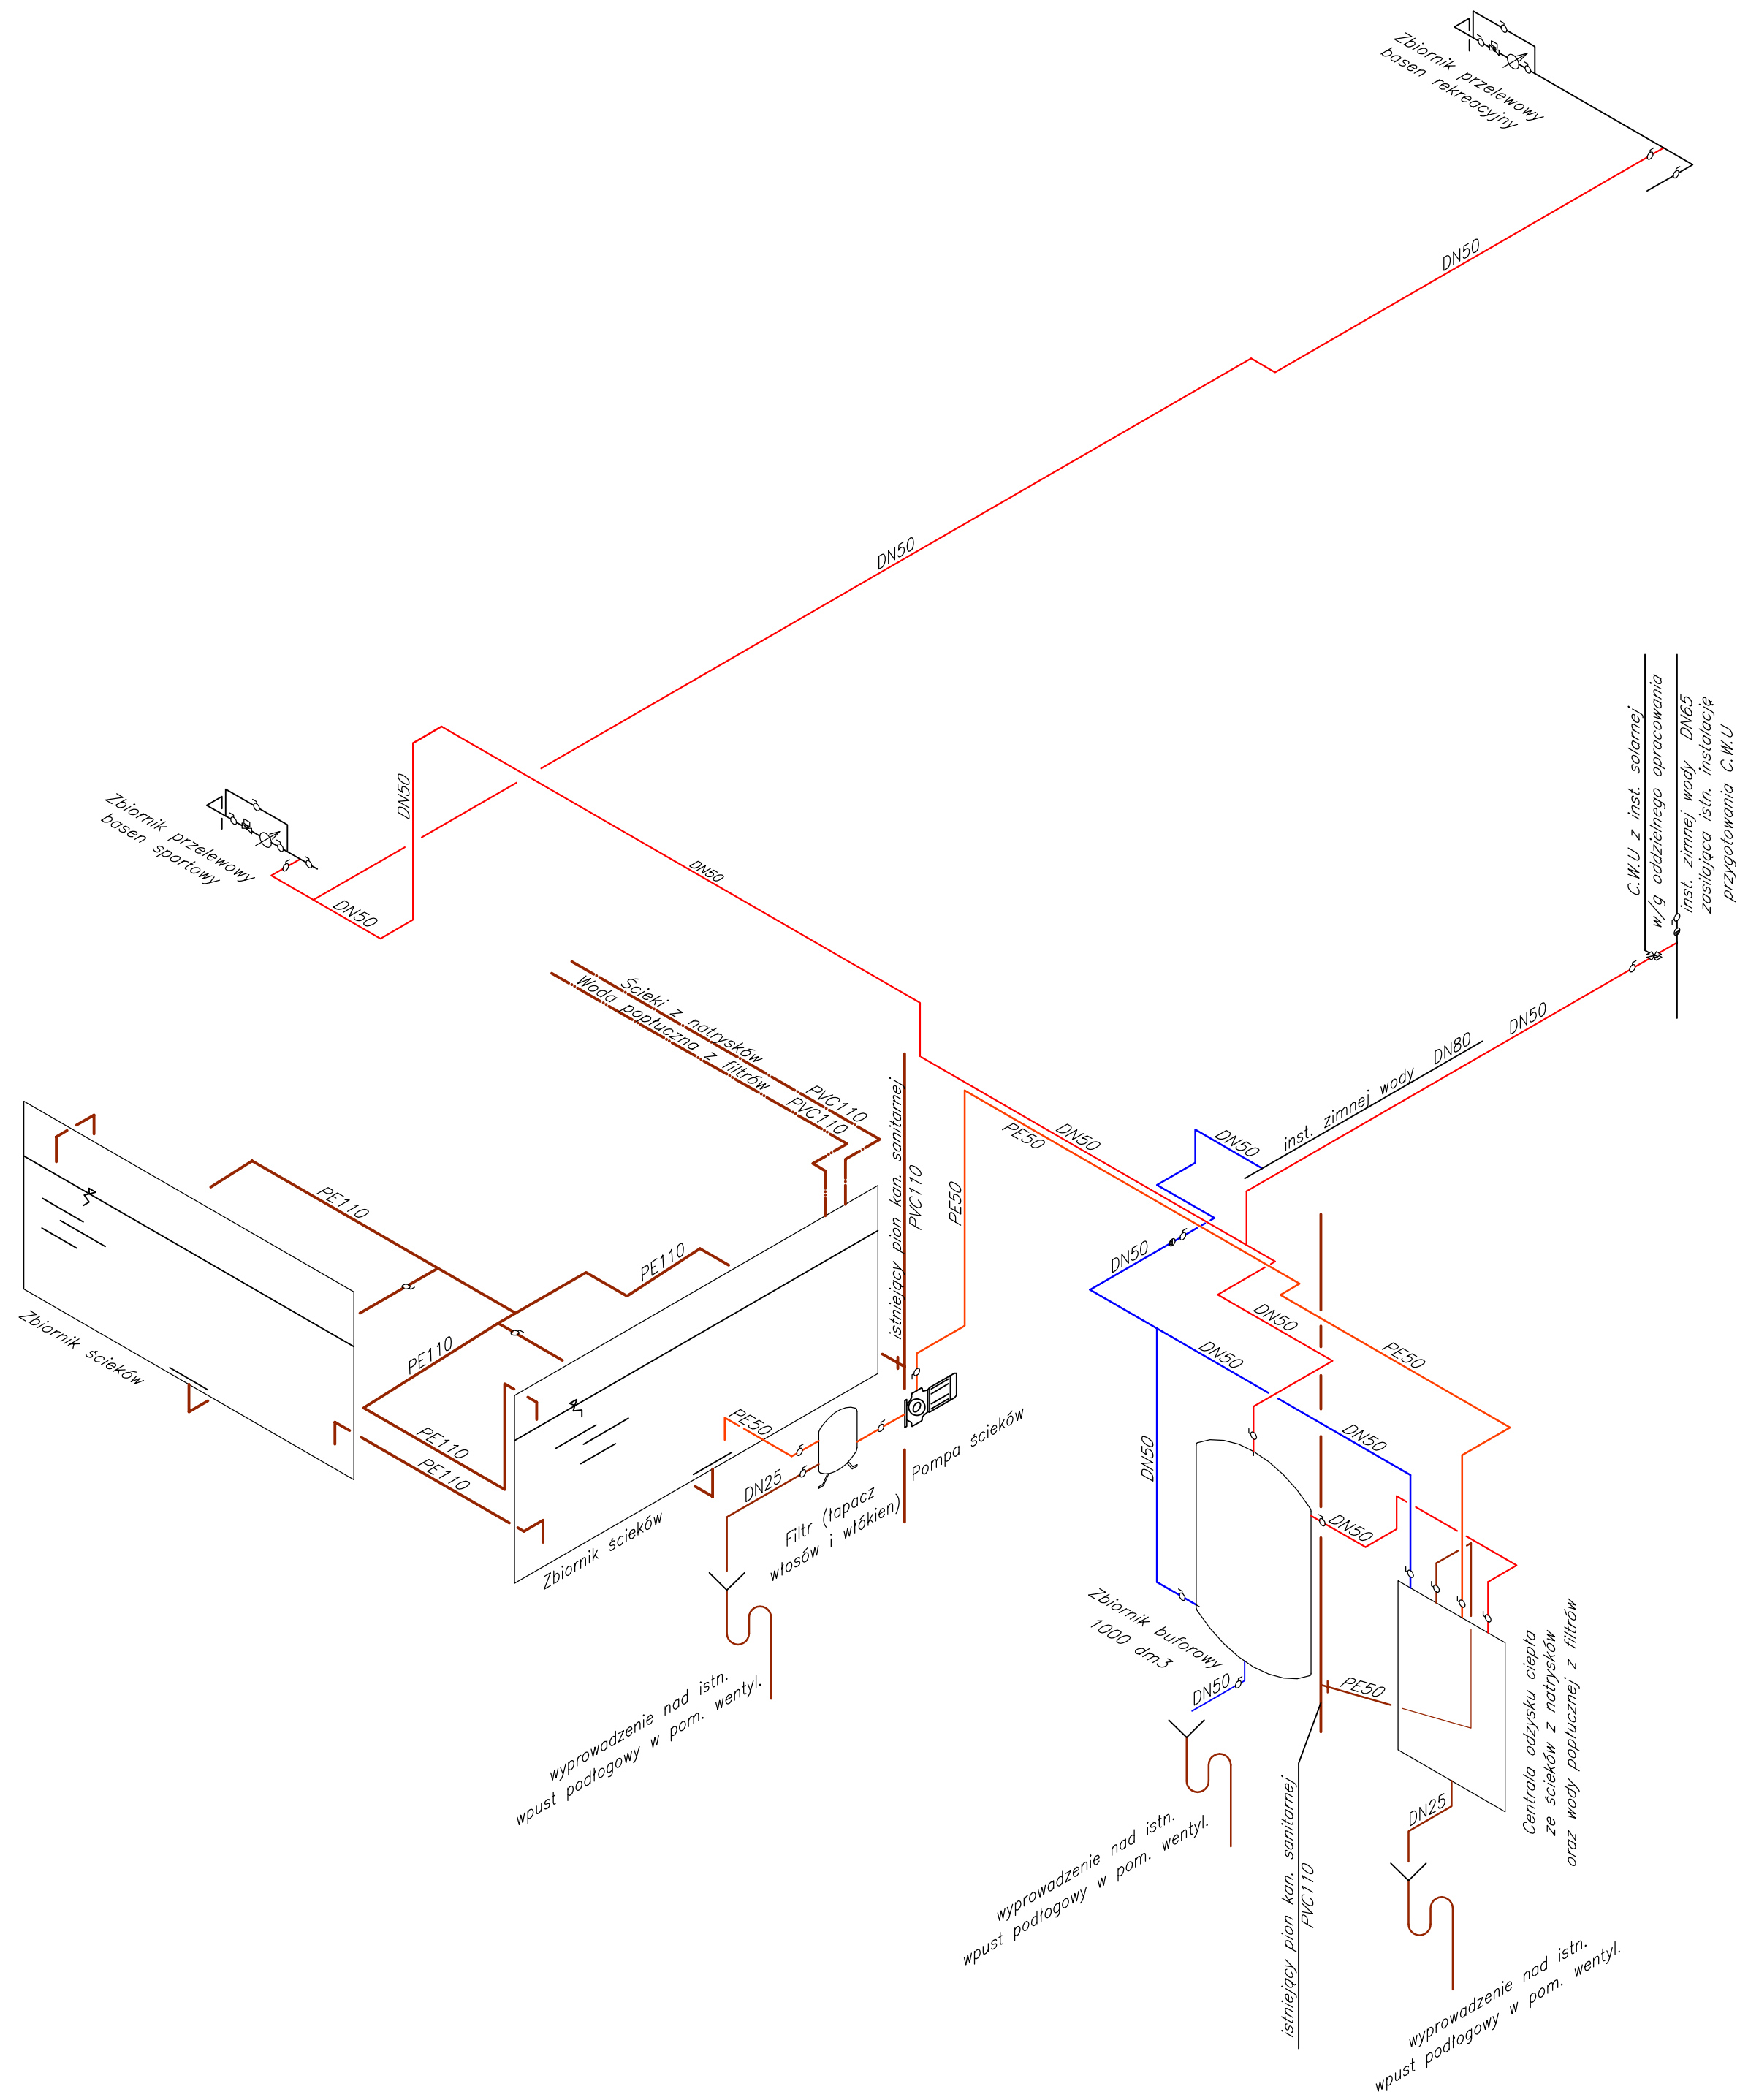 Zbiornik przelewowy
basen rekreacyjny
DN50
DN50
DN50
Zbiornik przelewowy
basen sportowy
DN50
DN50
C.W.U z inst. solarnej
w/g oddzielnego opracowania
inst. zimnej wody DN65
zasilająca istn. instalację
przygotowania C.W.U
Ścieki z natrysków
PVC110
Woda popłuczna z filtrów
PVC110
istniejący pion kan. sanitarnej
PVC110
PE50
PE50
DN50
DN50
inst. zimnej wody DN80
DN50
PE110
PE110
PE110
PE110
PE110
Zbiornik ścieków
Zbiornik ścieków
PE50
DN25
Filtr (łapacz
włosów i włókien)
Pompa ścieków
DN50
DN50
DN50
PE50
DN50
DN50
DN50
Zbiornik buforowy
1000 dm3
DN50
PE50
Centrala odzysku ciepła
ze ścieków z natrysków
oraz wody popłucznej z filtrów
wyprowadzenie nad istn.
wpust podłogowy w pom. wentyl.
wyprowadzenie nad istn.
wpust podłogowy w pom. wentyl.
istniejący pion kan. sanitarnej
PVC110
DN25
wyprowadzenie nad istn.
wpust podłogowy w pom. wentyl.